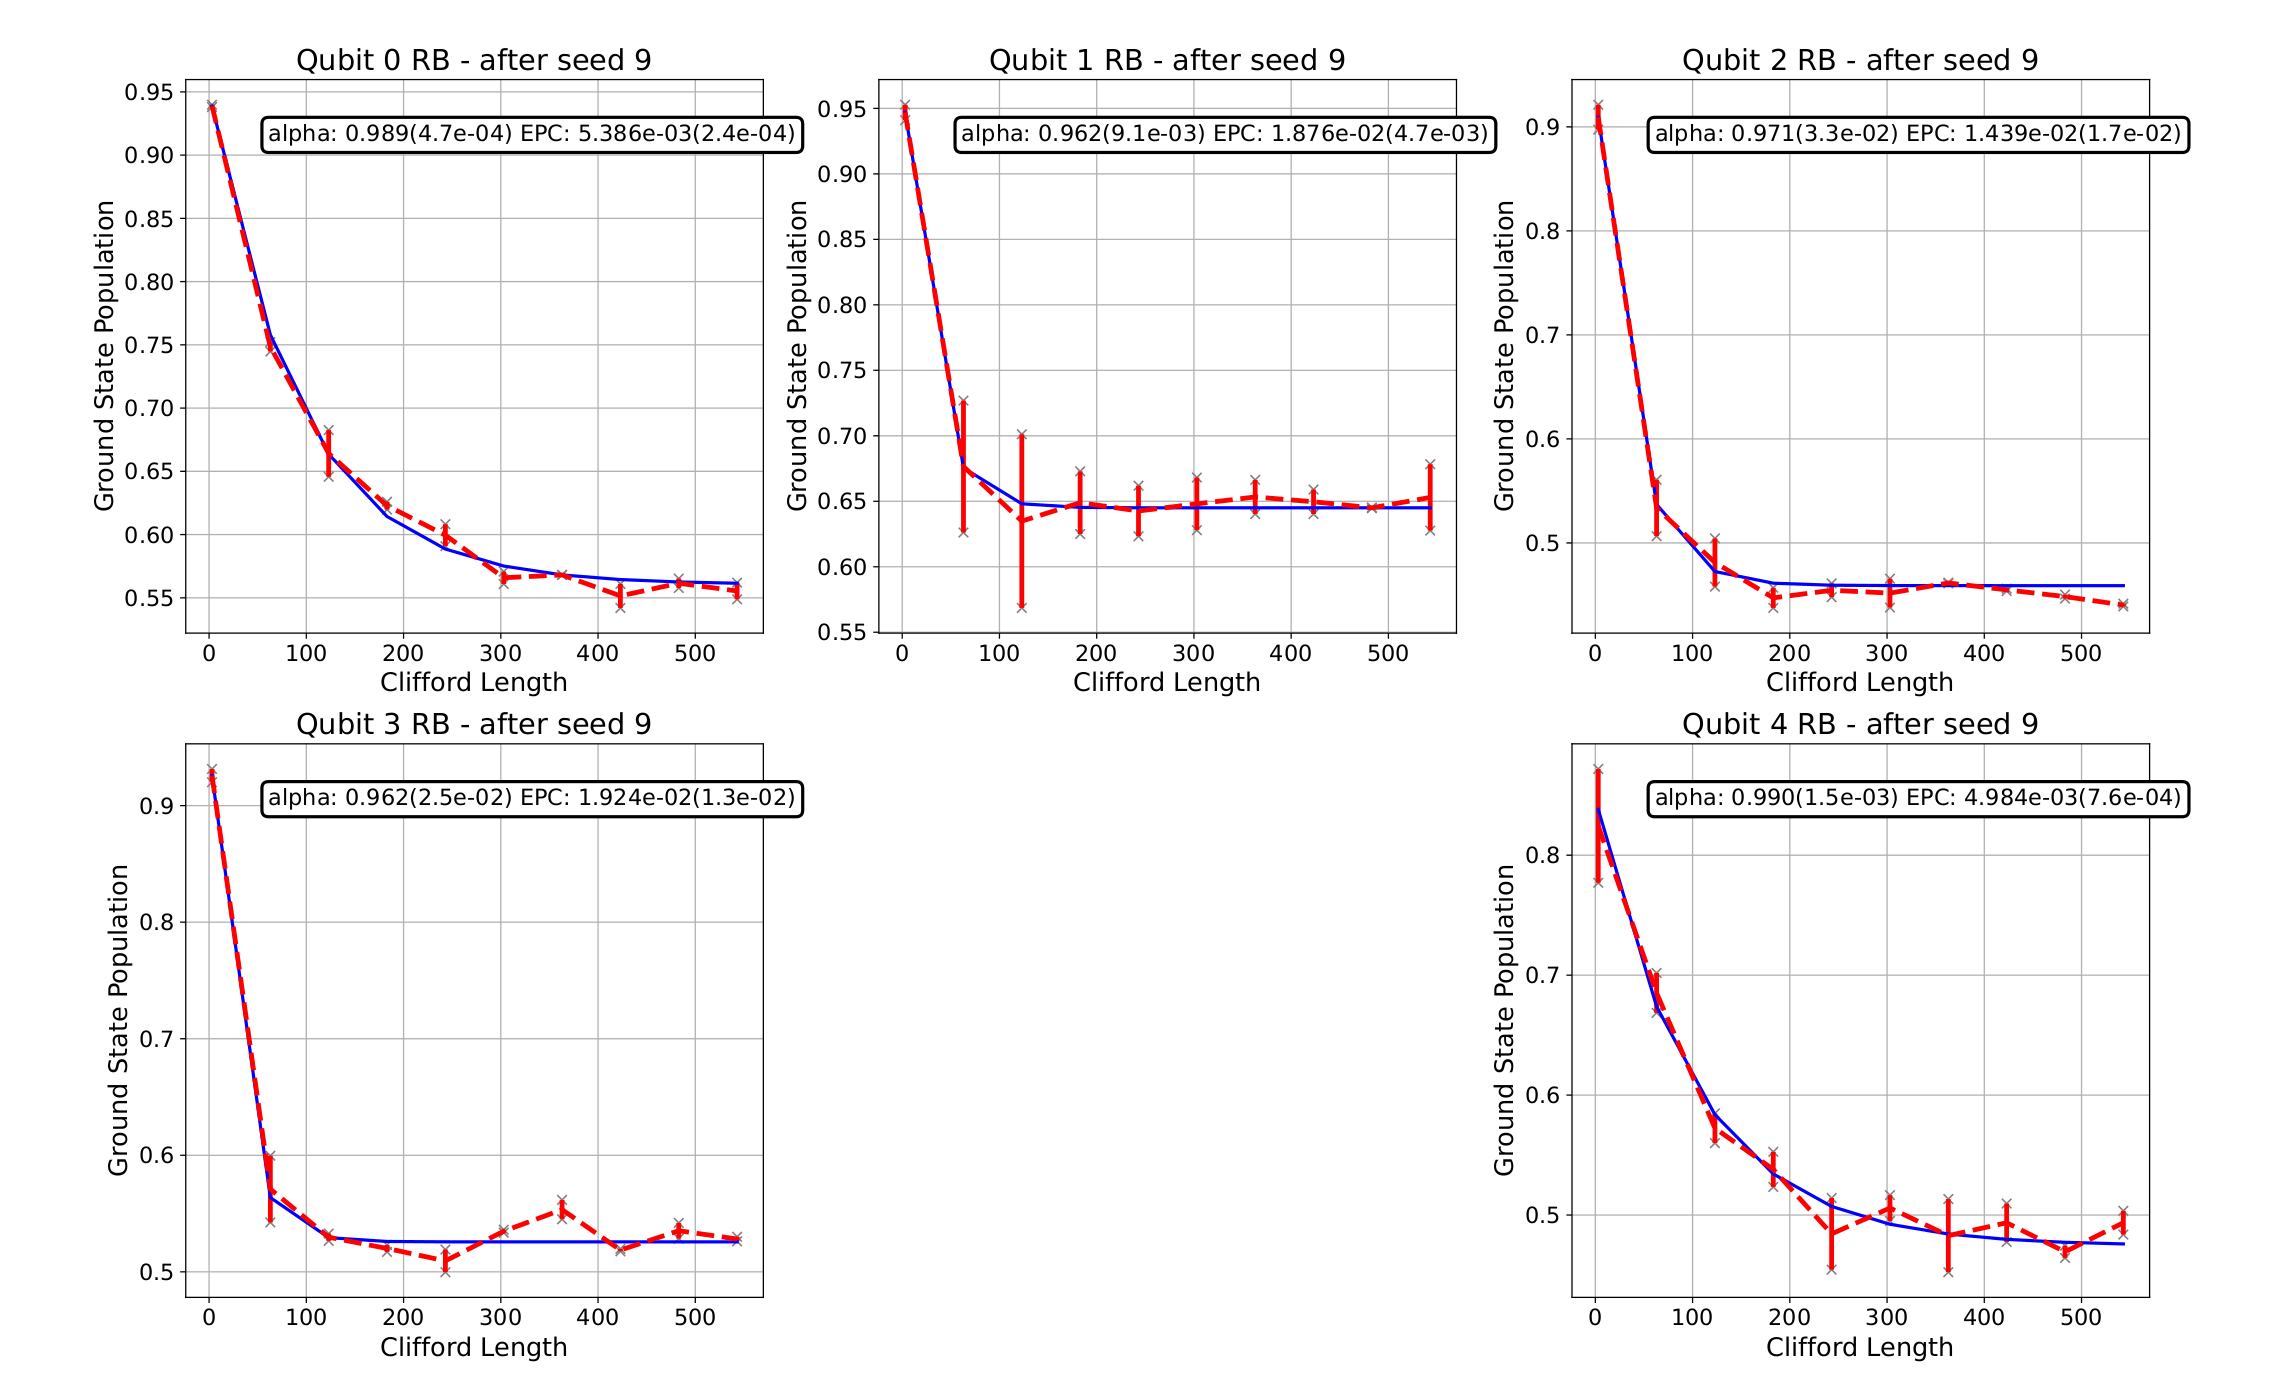 Qubit 0 RB - after seed 9
alpha: 0.989(4.7e-04) EPC: 5.386e-03(2.4e-04)
Ground State Population
0.95
0.90
0.85
0.80
0.75
0.70
0.65
0.60
0.55
0 100 200 300 400 500
Clifford Length
Qubit 1 RB - after seed 9
alpha: 0.962(9.1e-03) EPC: 1.876e-02(4.7e-03)
Ground State Population
0.95
0.90
0.85
0.80
0.75
0.70
0.65
0.60
0.55
0 100 200 300 400 500
Clifford Length
Qubit 2 RB - after seed 9
alpha: 0.971(3.3e-02) EPC: 1.439e-02(1.7e-02)
Ground State Population
0.9
0.8
0.7
0.6
0.5
0 100 200 300 400 500
Clifford Length
Qubit 3 RB - after seed 9
alpha: 0.962(2.5e-02) EPC: 1.924e-02(1.3e-02)
Ground State Population
0.9
0.8
0.7
0.6
0.5
0 100 200 300 400 500
Clifford Length
Qubit 4 RB - after seed 9
alpha: 0.990(1.5e-03) EPC: 4.984e-03(7.6e-04)
Ground State Population
0.8
0.7
0.6
0.5
0 100 200 300 400 500
Clifford Length